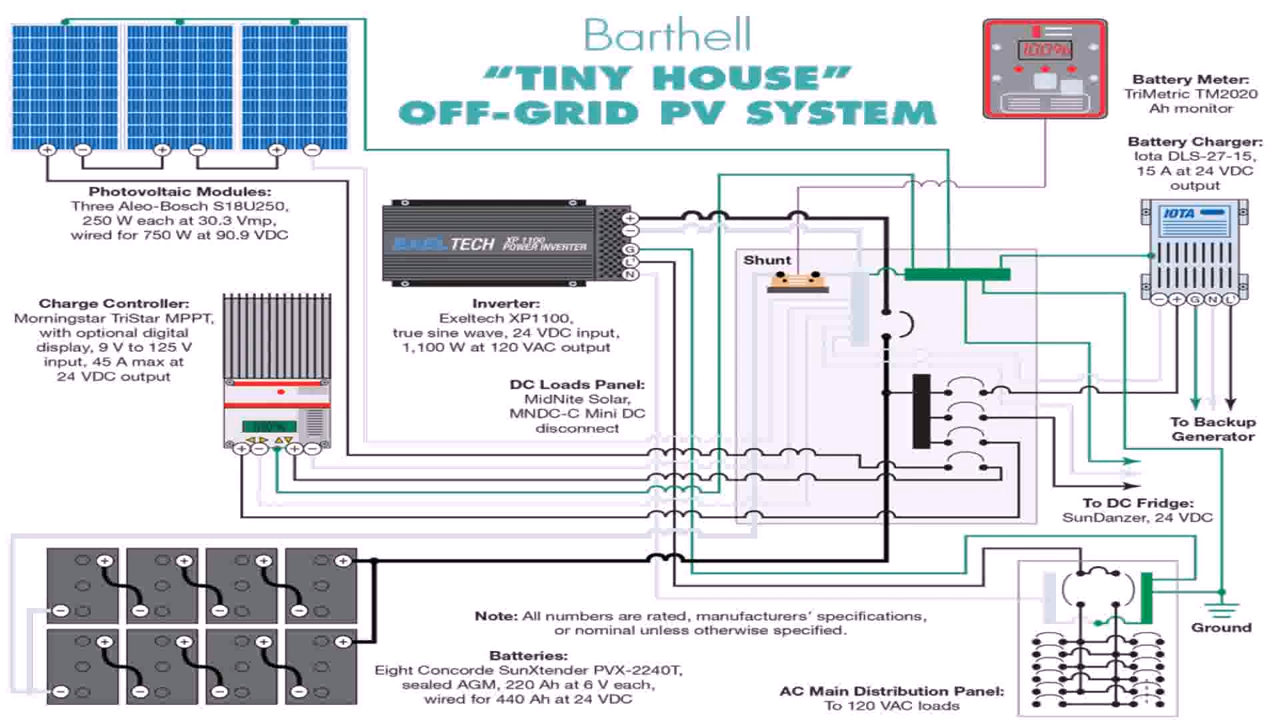 Barthell
“TINY HOUSE”
OFF-GRID PV SYSTEM
100%
Battery Meter:
TriMetric TM2020
Ah monitor
Battery Charger:
Iota DLS-27-15,
15 A at 24 VDC
output
IOTA
Photovoltaic Modules:
Three Aleo-Bosch S18U250,
250 W each at 30.3 Vmp,
wired for 750 W at 90.9 VDC
EXELTECH XP 1100
POWER INVERTER
G
L
N
Shunt
G N L
Charge Controller:
Morningstar TriStar MPPT,
with optional digital
display, 9 V to 125 V
input, 45 A max at
24 VDC output
Inverter:
Exeltech XP1100,
true sine wave, 24 VDC input,
1,100 W at 120 VAC output
DC Loads Panel:
MidNite Solar,
MNDC-C Mini DC
disconnect
To Backup
Generator
To DC Fridge:
SunDanzer, 24 VDC
Note: All numbers are rated, manufacturers’ specifications,
or nominal unless otherwise specified.
Ground
Batteries:
Eight Concorde SunXtender PVX-2240T,
sealed AGM, 220 Ah at 6 V each,
wired for 440 Ah at 24 VDC
AC Main Distribution Panel:
To 120 VAC loads